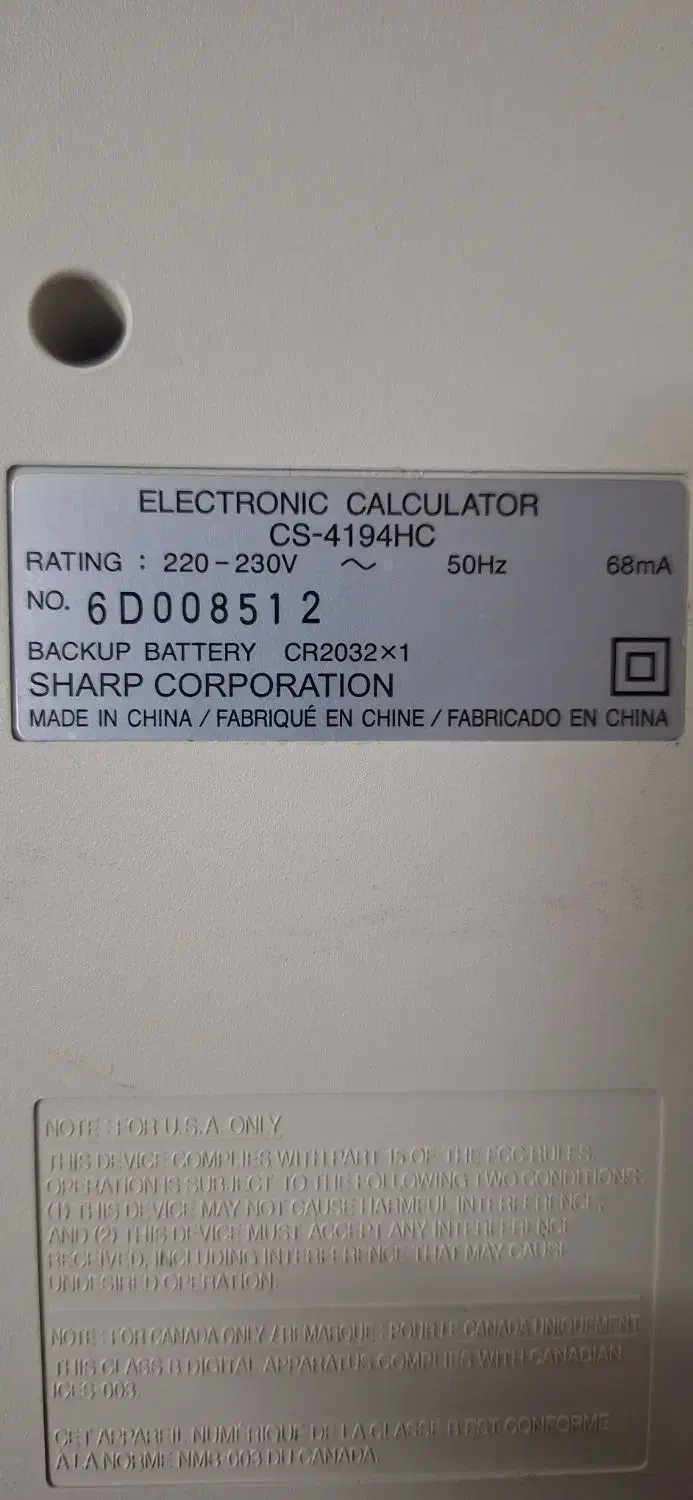 ELECTRONIC CALCULATOR
CS-4194HC
RATING : 220-230V ~ 50Hz 68mA
NO. 6D008512
BACKUP BATTERY CR2032×1
SHARP CORPORATION
MADE IN CHINA / FABRIQUÉ EN CHINE / FABRICADO EN CHINA
NOTE : FOR U.S.A. ONLY
THIS DEVICE COMPLIES WITH PART 15 OF THE FCC RULES.
OPERATION IS SUBJECT TO THE FOLLOWING TWO CONDITIONS:
(1) THIS DEVICE MAY NOT CAUSE HARMFUL INTERFERENCE,
AND (2) THIS DEVICE MUST ACCEPT ANY INTERFERENCE
RECEIVED, INCLUDING INTERFERENCE THAT MAY CAUSE
UNDESIRED OPERATION.
NOTE : FOR CANADA ONLY / REMARQUE : POUR LE CANADA UNIQUEMENT
THIS CLASS B DIGITAL APPARATUS COMPLIES WITH CANADIAN
ICES-003.
CET APPAREIL NUMÉRIQUE DE LA CLASSE B EST CONFORME
À LA NORME NMB-003 DU CANADA.